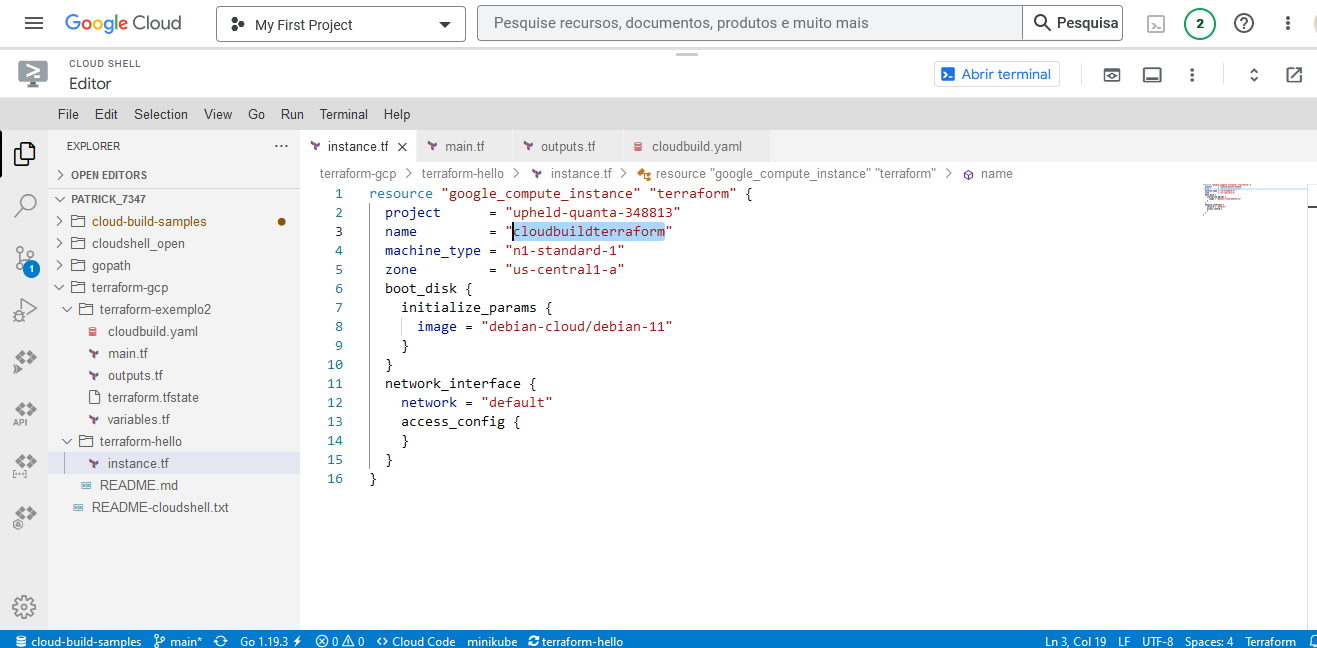 Google Cloud
My First Project
Pesquise recursos, documentos, produtos e muito mais
Pesquisa
2
CLOUD SHELL
Editor
Abrir terminal
File Edit Selection View Go Run Terminal Help
EXPLORER
OPEN EDITORS
PATRICK_7347
cloud-build-samples
cloudshell_open
gopath
terraform-gcp
terraform-exemplo2
cloudbuild.yaml
main.tf
outputs.tf
terraform.tfstate
variables.tf
terraform-hello
instance.tf
README.md
README-cloudshell.txt
1
API
instance.tf main.tf outputs.tf cloudbuild.yaml
terraform-gcp > terraform-hello > instance.tf > resource "google_compute_instance" "terraform" > name
1 resource "google_compute_instance" "terraform" {
2 project = "upheld-quanta-348813"
3 name = "cloudbuildterraform"
4 machine_type = "n1-standard-1"
5 zone = "us-central1-a"
6 boot_disk {
7 initialize_params {
8 image = "debian-cloud/debian-11"
9 }
10 }
11 network_interface {
12 network = "default"
13 access_config {
14 }
15 }
16 }
cloud-build-samples main* Go 1.19.3 0 0 <> Cloud Code minikube terraform-hello Ln 3, Col 19 LF UTF-8 Spaces: 4 Terraform